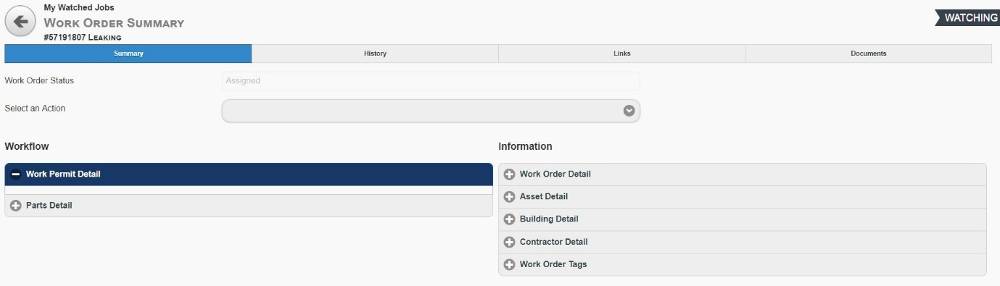 My Watched Jobs
WORK ORDER SUMMARY
#57191807 LEAKING
WATCHING
Summary
History
Links
Documents
Work Order Status
Assigned
Select an Action
Workflow
Work Permit Detail
Parts Detail
Information
Work Order Detail
Asset Detail
Building Detail
Contractor Detail
Work Order Tags